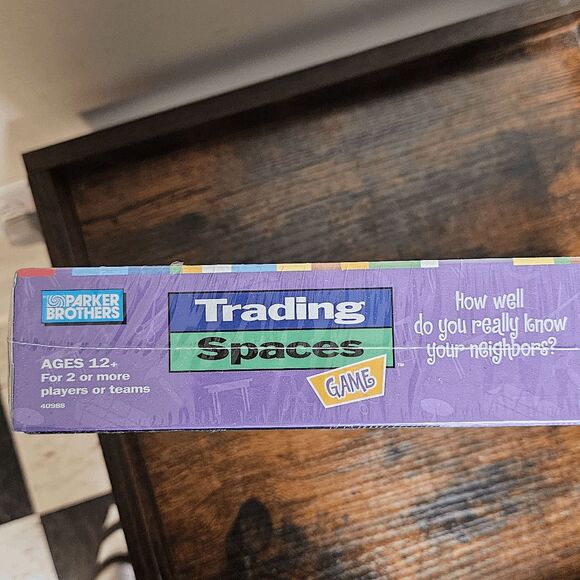 PARKER
BROTHERS
AGES 12+
For 2 or more
players or teams
40988
Trading
Spaces
GAME
TM
How well
do you really know
your neighbors?